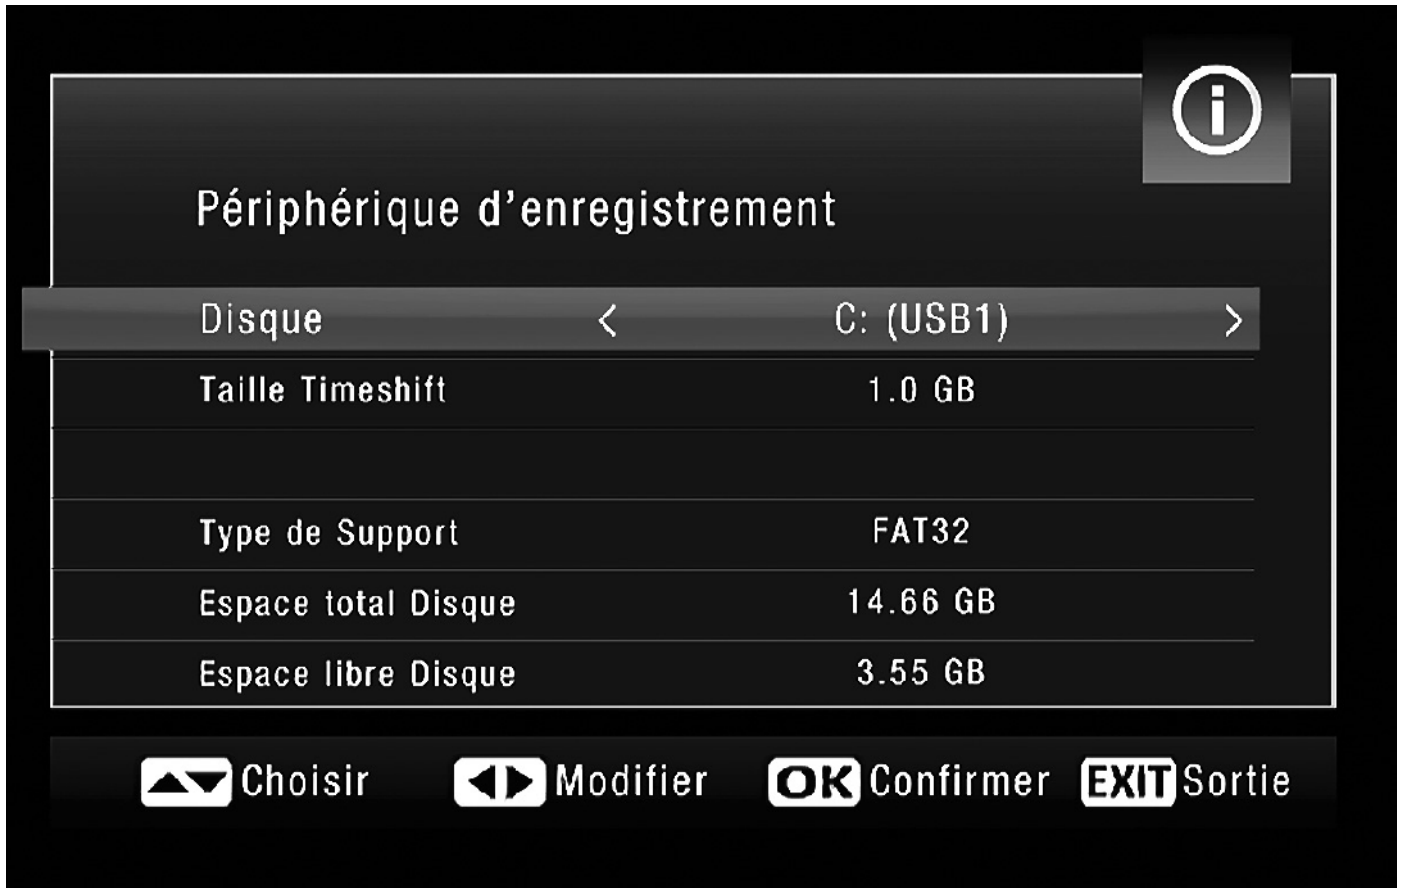 Périphérique d'enregistrement
Disque < C: (USB1) >
Taille Timeshift 1.0 GB
Type de Support FAT32
Espace total Disque 14.66 GB
Espace libre Disque 3.55 GB
Choisir Modifier OK Confirmer EXIT Sortie